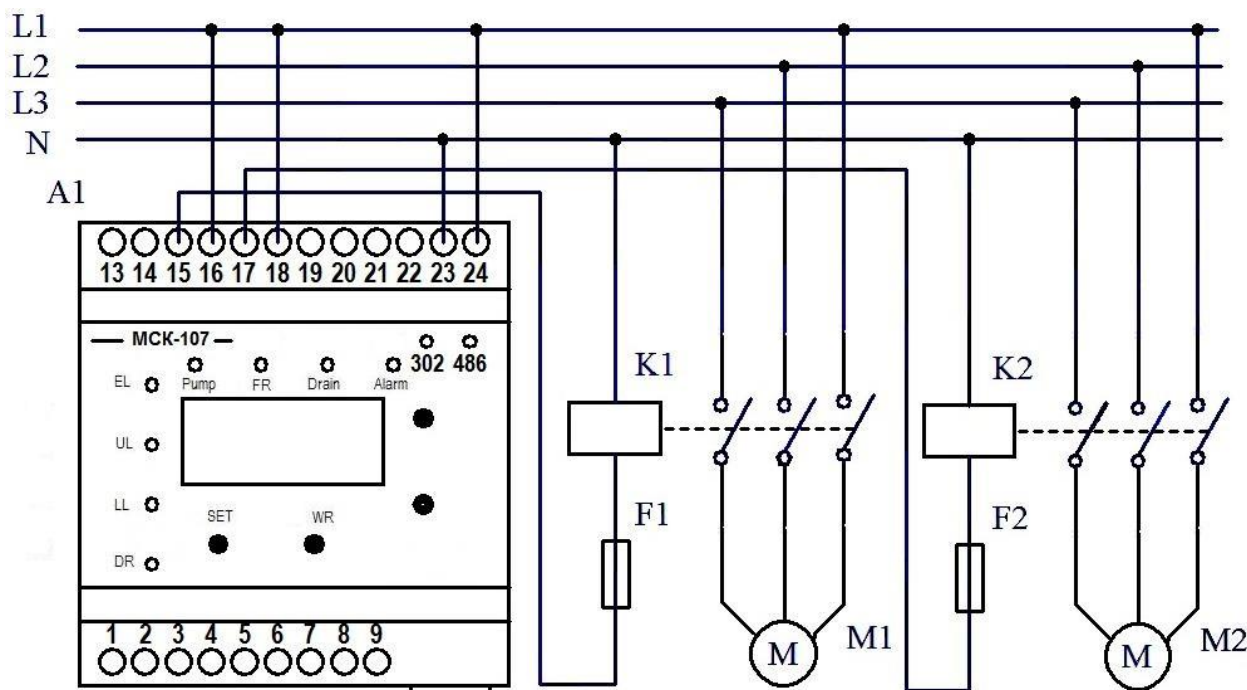 L1
L2
L3
N
A1
13 14 15 16 17 18 19 20 21 22 23 24
МСК-107
302 486
Pump FR Drain Alarm
EL
UL
LL
DR
SET WR
1 2 3 4 5 6 7 8 9
K1
F1
M
M1
K2
F2
M
M2